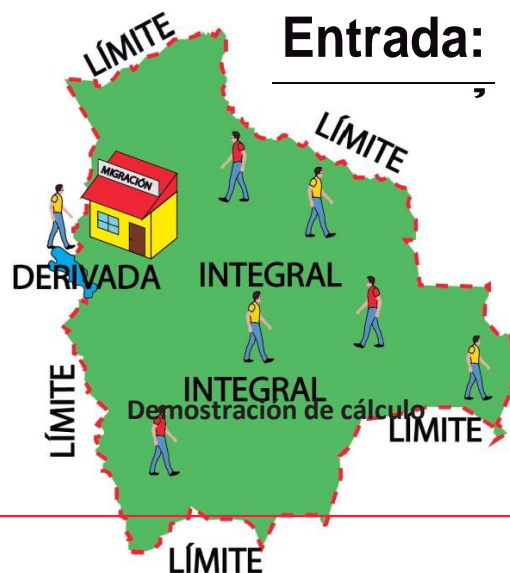 Entrada:
LÍMITE
LÍMITE
MIGRACIÓN
DERIVADA
INTEGRAL
LÍMITE
INTEGRAL
Demostración de cálculo
LÍMITE
LÍMITE